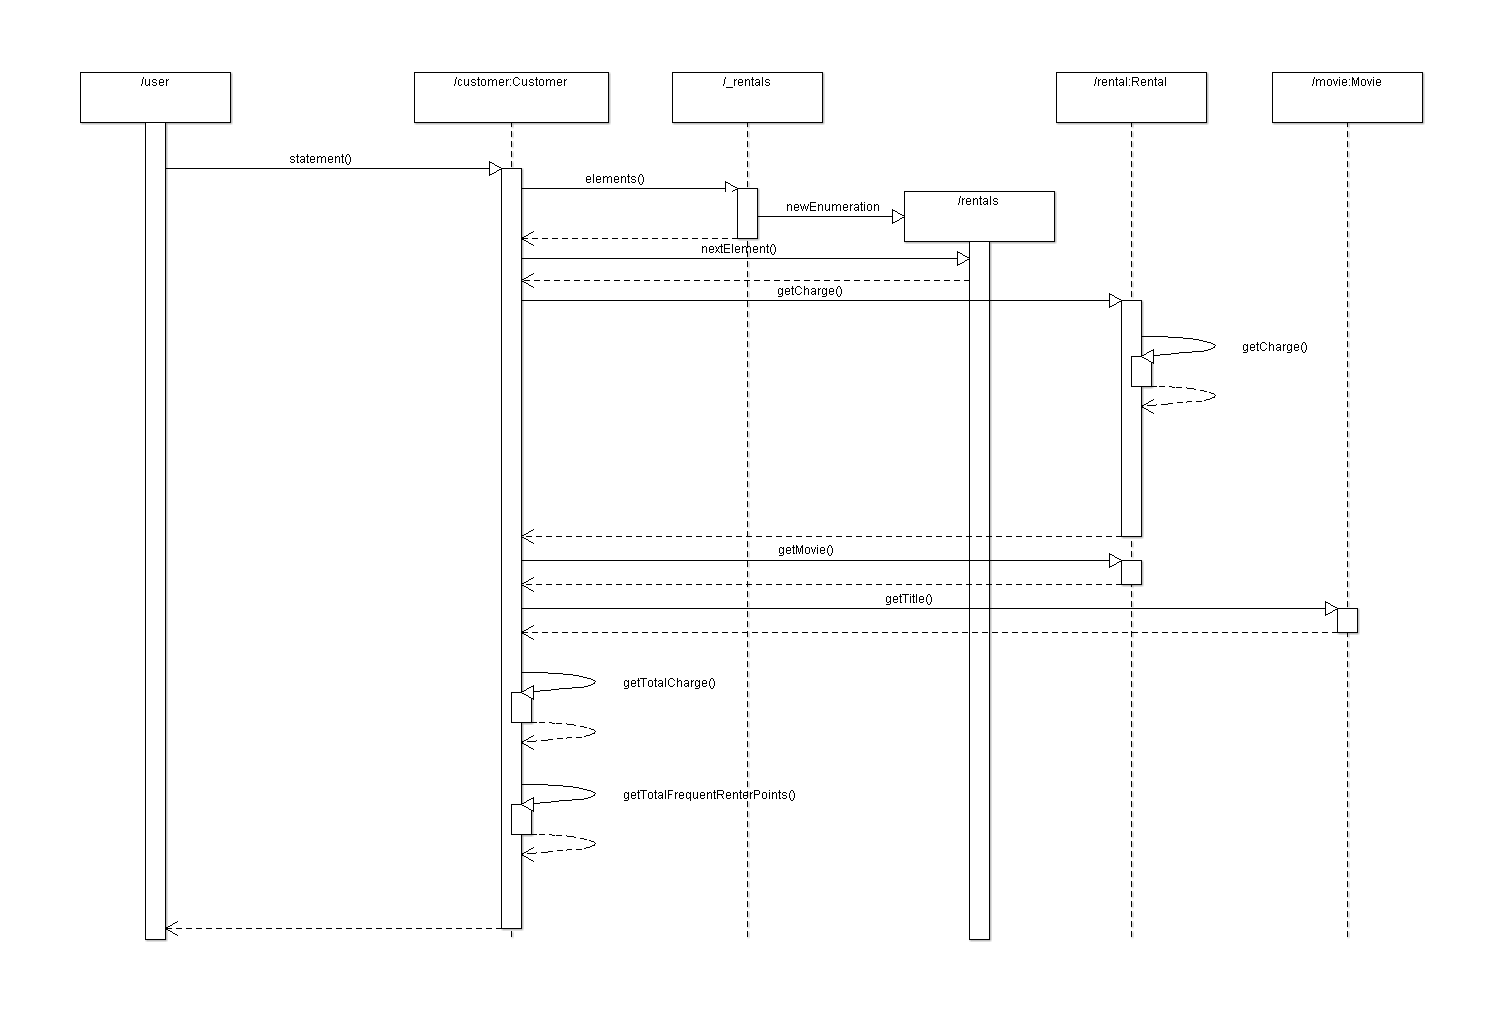 /user
/customer:Customer
/_rentals
/rental:Rental
/movie:Movie
statement()
elements()
/rentals
newEnumeration
nextElement()
getCharge()
getCharge()
getMovie()
getTitle()
getTotalCharge()
getTotalFrequentRenterPoints()